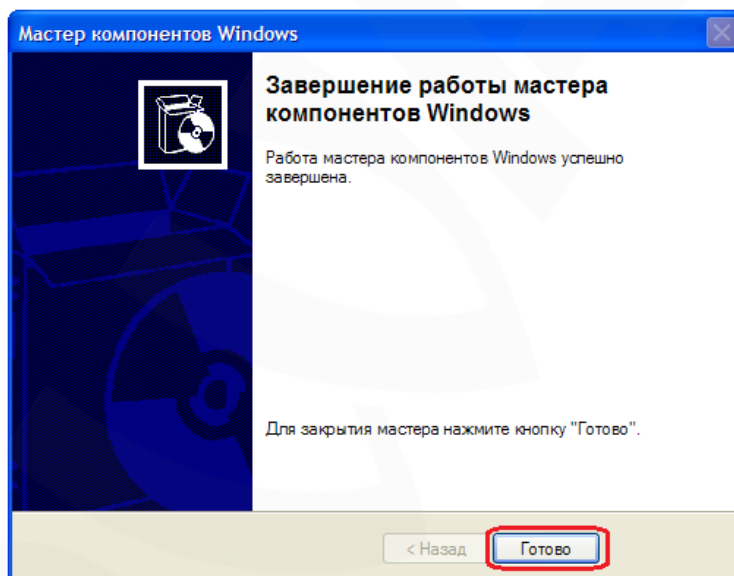 Мастер компонентов Windows
Завершение работы мастера
компонентов Windows
Работа мастера компонентов Windows успешно
завершена.
Для закрытия мастера нажмите кнопку "Готово".
< Назад
Готово